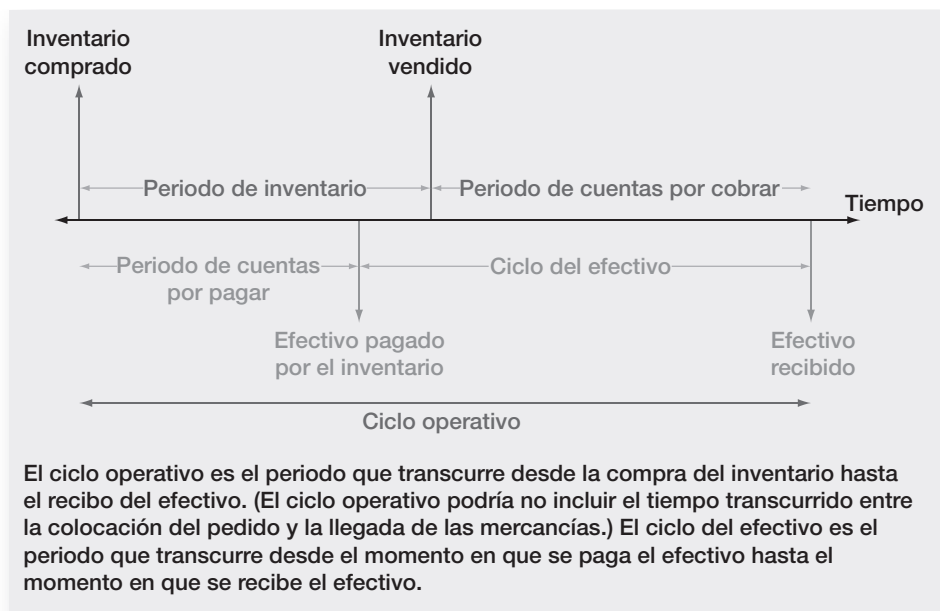 Inventario
comprado
Inventario
vendido
Periodo de inventario
Periodo de cuentas por cobrar
Tiempo
Periodo de cuentas
por pagar
Ciclo del efectivo
Efectivo pagado
por el inventario
Efectivo
recibido
Ciclo operativo
El ciclo operativo es el periodo que transcurre desde la compra del inventario hasta
el recibo del efectivo. (El ciclo operativo podría no incluir el tiempo transcurrido entre
la colocación del pedido y la llegada de las mercancías.) El ciclo del efectivo es el
periodo que transcurre desde el momento en que se paga el efectivo hasta el
momento en que se recibe el efectivo.